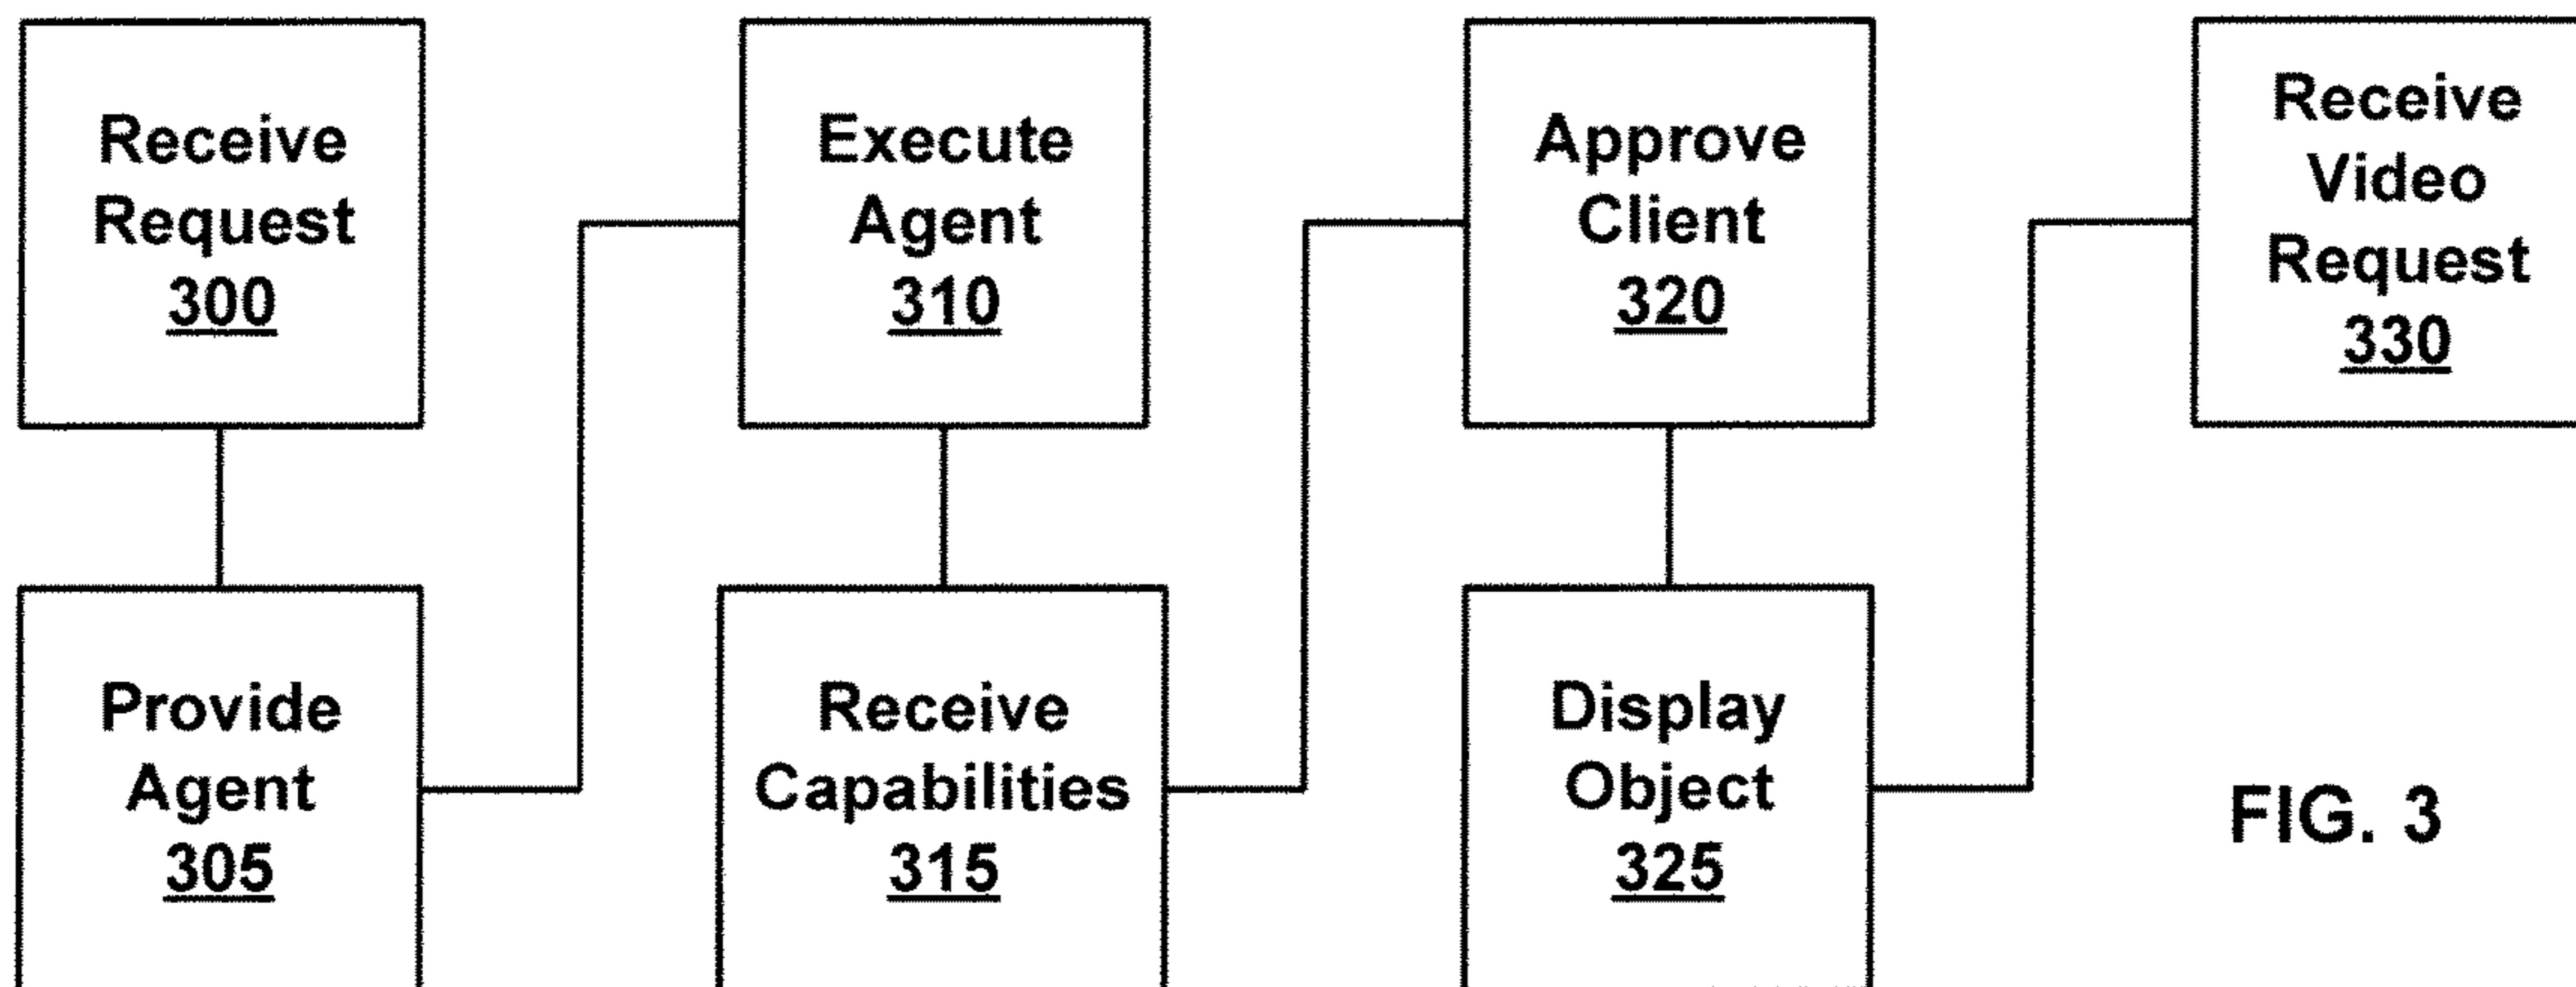 Receive
Request
300
Provide
Agent
305
Execute
Agent
310
Receive
Capabilities
315
Approve
Client
320
Display
Object
325
Receive
Video
Request
330
FIG. 3